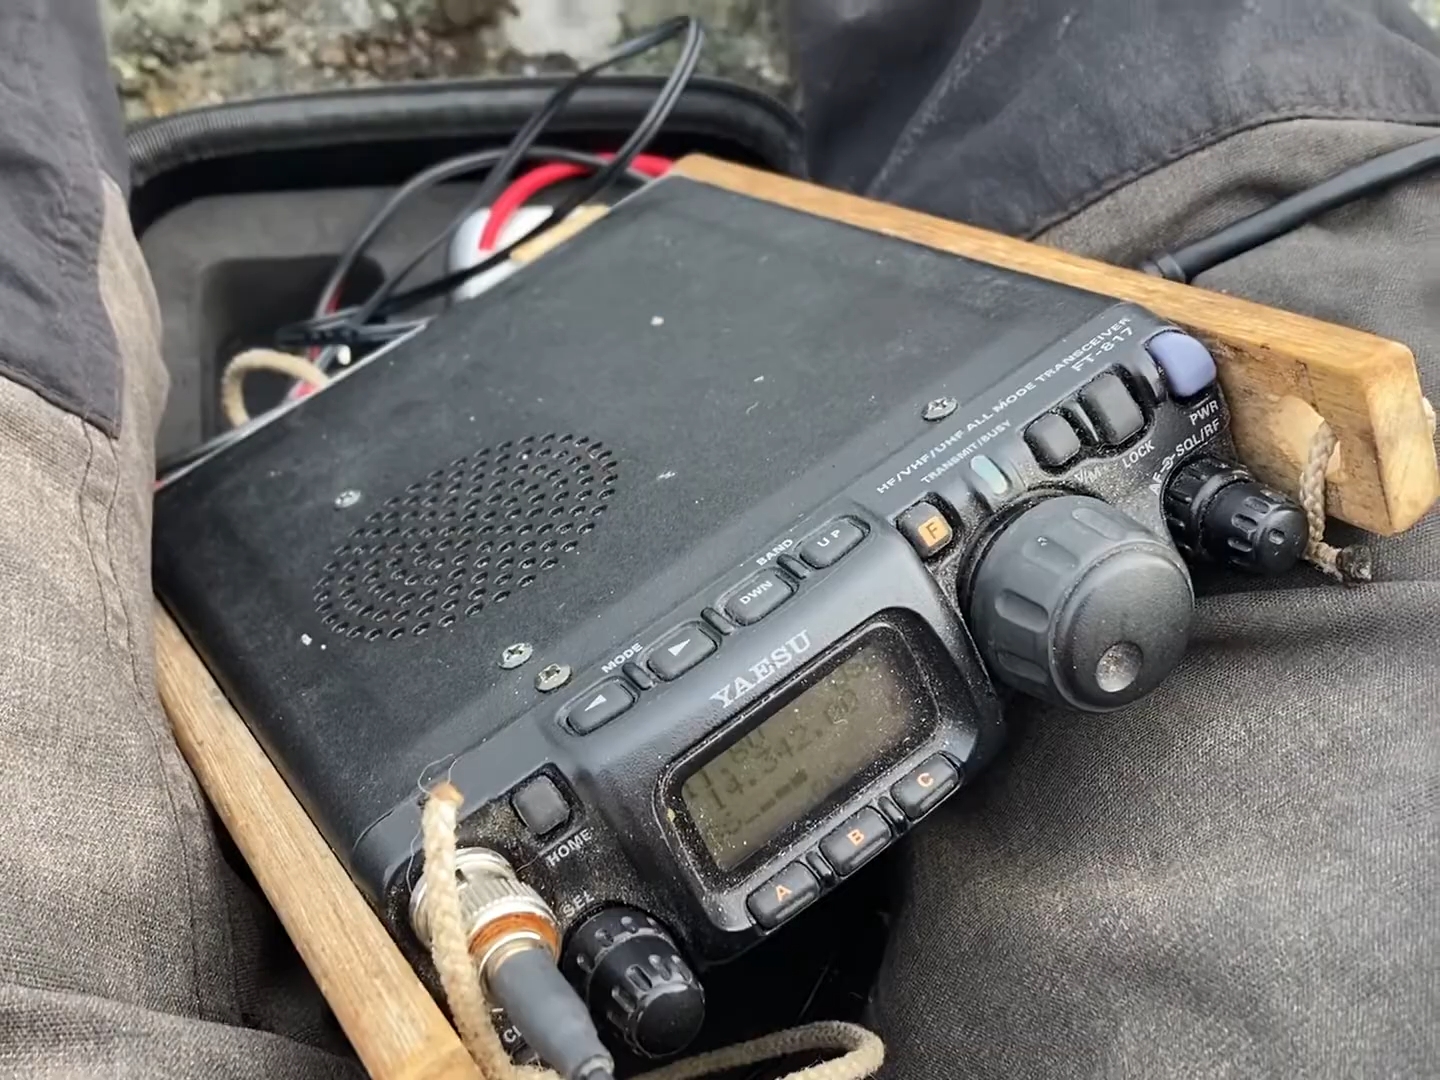 HF/VHF/UHF ALL MODE TRANSCEIVER
FT-817
TRANSMIT/BUSY
PWR
LOCK
AF
SQL/RF
V/M
F
BAND
DWN
UP
MODE
YAESU
HOME
SEL
A
B
C